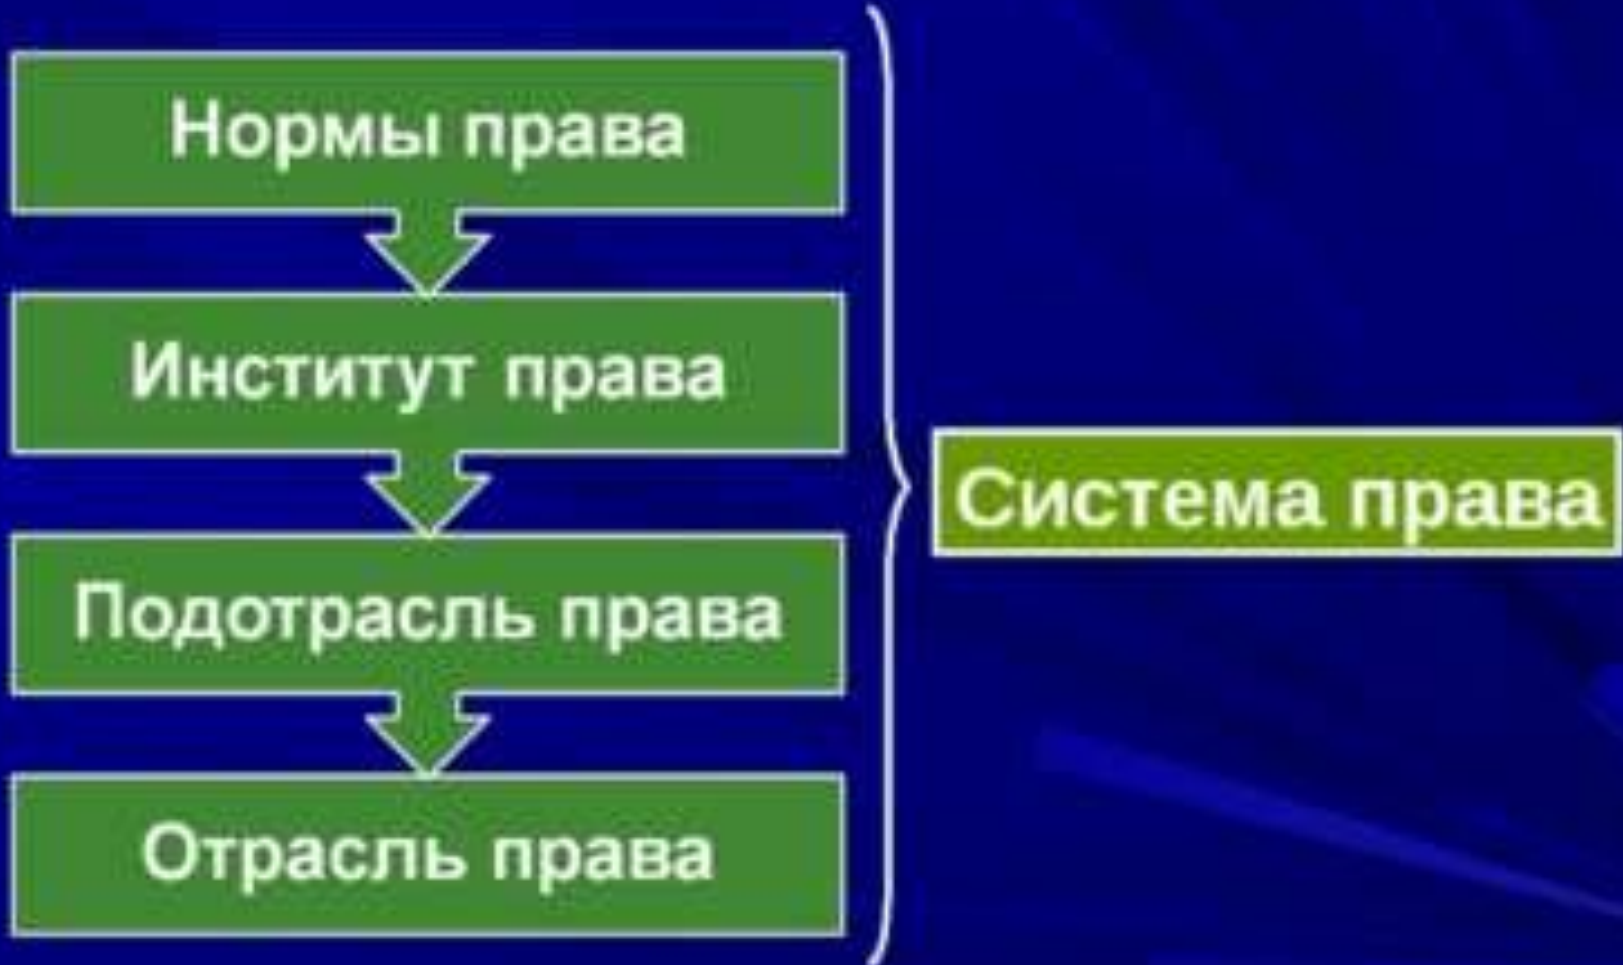 Нормы права
Институт права
Подотрасль права
Отрасль права
Система права